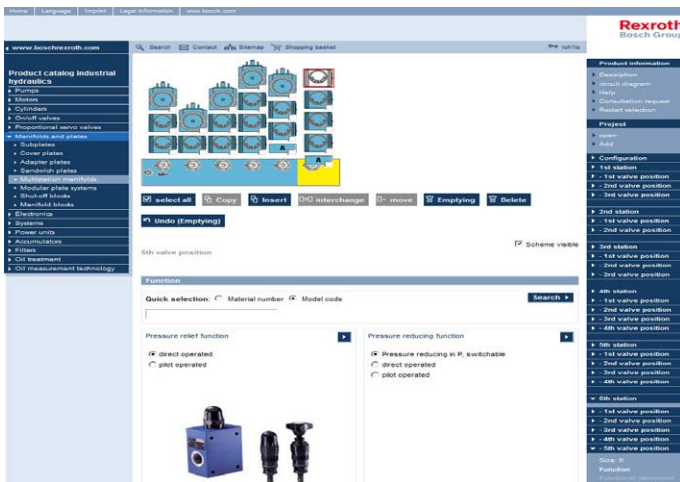 Home Language Imprint Legal information www.bosch.com
Rexroth
Bosch Group
www.boschrexroth.com
Search Contact Sitemap Shopping basket
Product catalog Industrial
hydraulics
Pumps
Motors
Cylinders
On/off valves
Proportional servo valves
Manifolds and plates
Subplates
Cover plates
Adapter plates
Sandwich plates
Multistation manifolds
Modular plate systems
Shut-off blocks
Manifold blocks
Electronics
Systems
Power units
Accumulators
Filters
Oil treatment
Oil measurement technology
A
A
select all Copy Insert interchange move Emptying Delete
Undo (Emptying)
Scheme visible
5th valve position
Function
Quick selection: Material number Model code
Search
Pressure relief function
direct operated
pilot operated
Pressure reducing function
Pressure reducing in P, switchable
direct operated
pilot operated
Product information
Description
circuit diagram
Help
Consultation request
Restart selection
Project
open
Add
Configuration
1st station
- 1st valve position
- 2nd valve position
- 3rd valve position
2nd station
- 1st valve position
- 2nd valve position
3rd station
- 1st valve position
- 2nd valve position
- 3rd valve position
4th station
- 1st valve position
- 2nd valve position
- 3rd valve position
- 4th valve position
5th station
- 1st valve position
- 2nd valve position
- 3rd valve position
- 4th valve position
6th station
- 1st valve position
- 2nd valve position
- 3rd valve position
- 4th valve position
- 5th valve position
Size: 6
Function